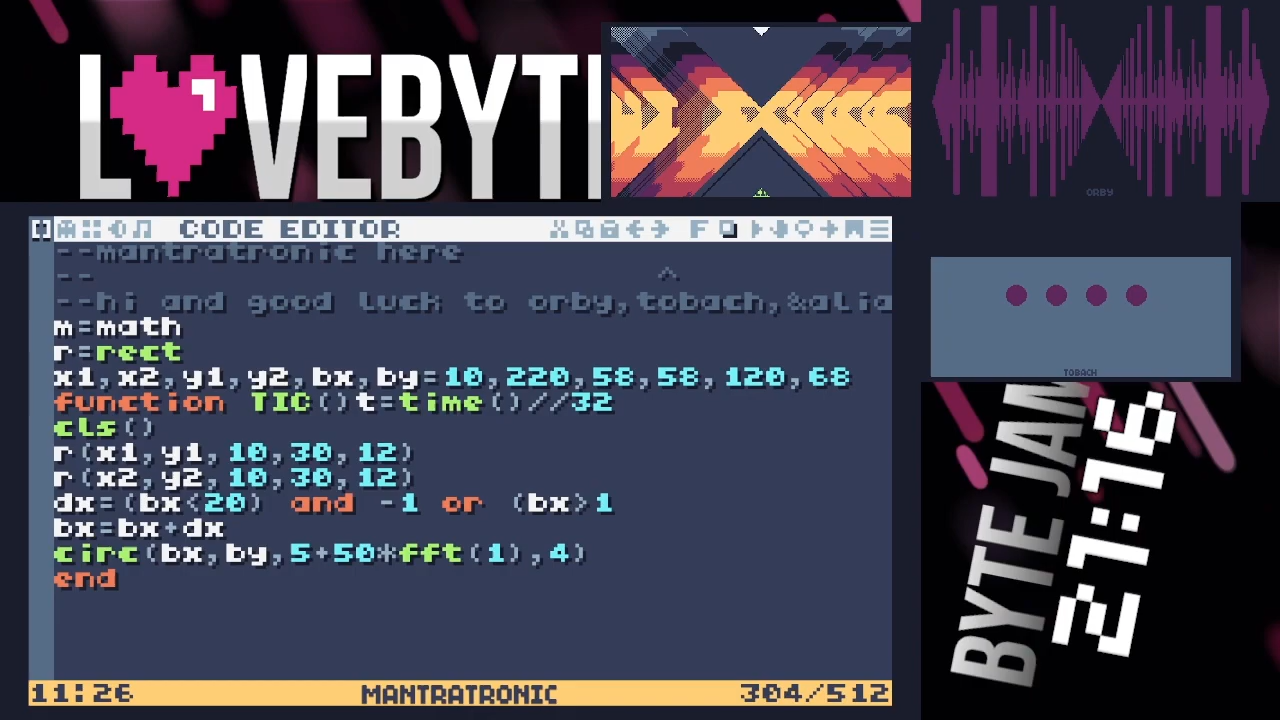 LOVEBYT
ORBY
CODE EDITOR
--mantratronic here
-- ^
--hi and good luck to orby,tobach,&alia
m=math
r=rect
x1,x2,y1,y2,bx,by=10,220,58,58,120,68
function TIC()t=time()//32
cls()
r(x1,y1,10,30,12)
r(x2,y2,10,30,12)
dx=(bx<20) and -1 or (bx>1
bx=bx+dx
circ(bx,by,5+50*fft(1),4)
end
11:26 MANTRATRONIC 304/512
TOBACH
BYTE JAM
21:16